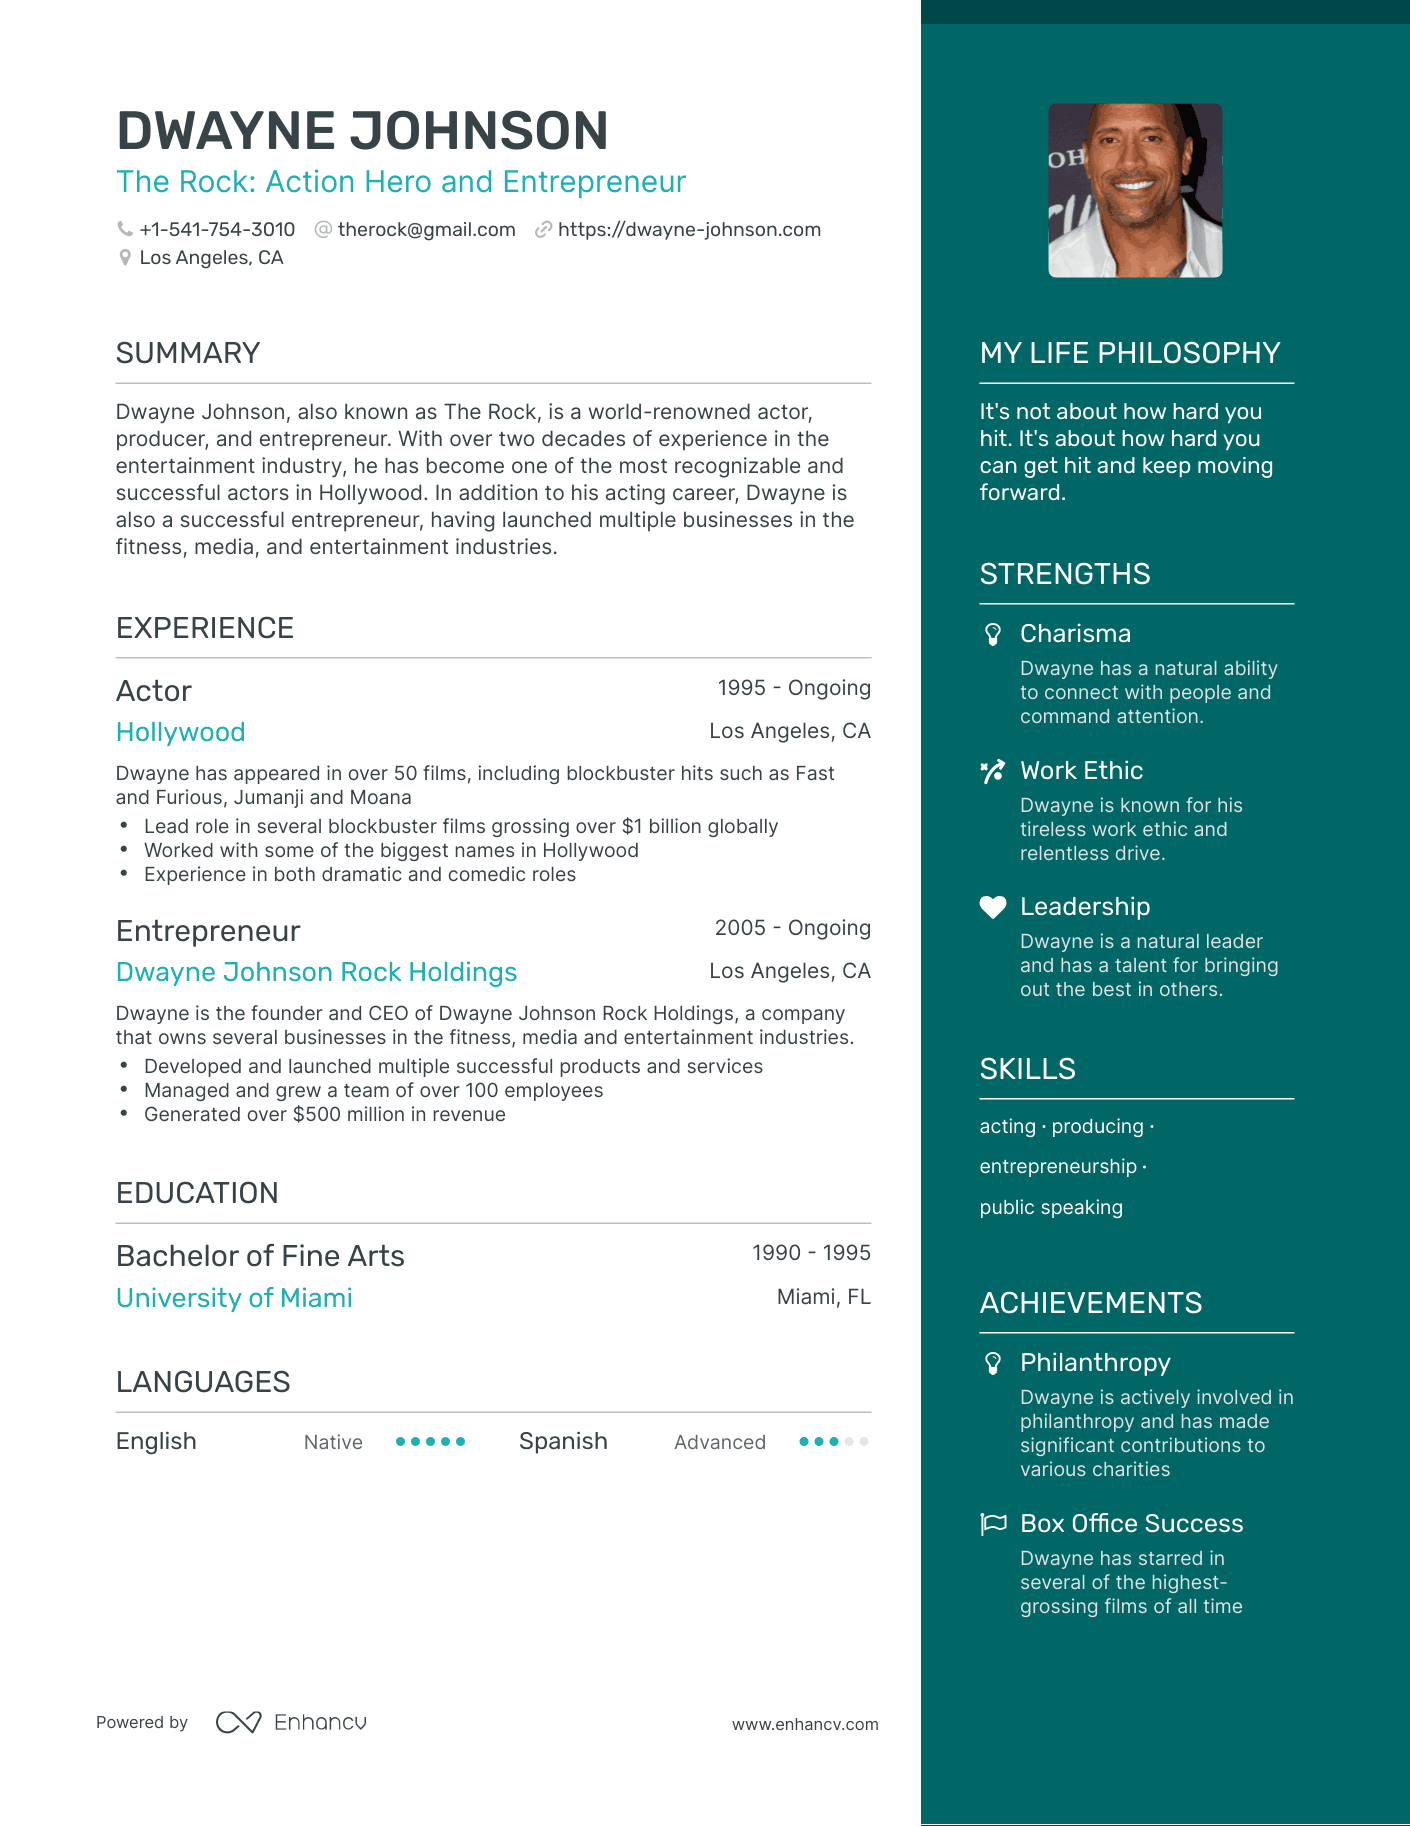 DWAYNE JOHNSON
The Rock: Action Hero and Entrepreneur
+1-541-754-3010 therock@gmail.com https://dwayne-johnson.com
Los Angeles, CA
SUMMARY
Dwayne Johnson, also known as The Rock, is a world-renowned actor,
producer, and entrepreneur. With over two decades of experience in the
entertainment industry, he has become one of the most recognizable and
successful actors in Hollywood. In addition to his acting career, Dwayne is
also a successful entrepreneur, having launched multiple businesses in the
fitness, media, and entertainment industries.
EXPERIENCE
Actor 1995 - Ongoing
Hollywood Los Angeles, CA
Dwayne has appeared in over 50 films, including blockbuster hits such as Fast
and Furious, Jumanji and Moana
• Lead role in several blockbuster films grossing over $1 billion globally
• Worked with some of the biggest names in Hollywood
• Experience in both dramatic and comedic roles
Entrepreneur 2005 - Ongoing
Dwayne Johnson Rock Holdings Los Angeles, CA
Dwayne is the founder and CEO of Dwayne Johnson Rock Holdings, a company
that owns several businesses in the fitness, media and entertainment industries.
• Developed and launched multiple successful products and services
• Managed and grew a team of over 100 employees
• Generated over $500 million in revenue
EDUCATION
Bachelor of Fine Arts 1990 - 1995
University of Miami Miami, FL
LANGUAGES
English Native Spanish Advanced
Powered by Enhancv www.enhancv.com
MY LIFE PHILOSOPHY
It's not about how hard you
hit. It's about how hard you
can get hit and keep moving
forward.
STRENGTHS
Charisma
Dwayne has a natural ability
to connect with people and
command attention.
Work Ethic
Dwayne is known for his
tireless work ethic and
relentless drive.
Leadership
Dwayne is a natural leader
and has a talent for bringing
out the best in others.
SKILLS
acting · producing ·
entrepreneurship ·
public speaking
ACHIEVEMENTS
Philanthropy
Dwayne is actively involved in
philanthropy and has made
significant contributions to
various charities
Box Office Success
Dwayne has starred in
several of the highest-
grossing films of all time